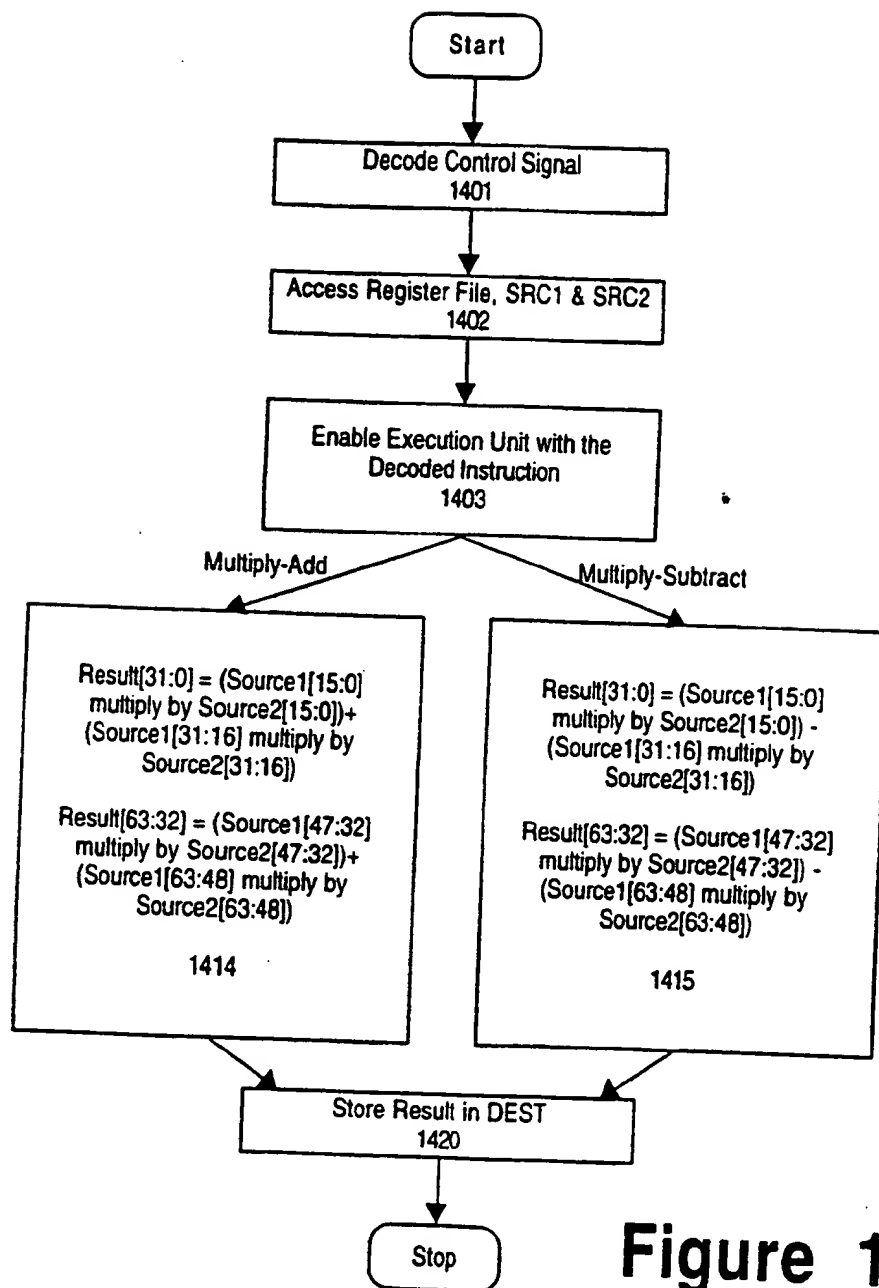 Start
Decode Control Signal
1401
Access Register File, SRC1 & SRC2
1402
Enable Execution Unit with the
Decoded Instruction
1403
Multiply-Add
Multiply-Subtract
Result[31:0] = (Source1[15:0]
multiply by Source2[15:0])+
(Source1[31:16] multiply by
Source2[31:16])
Result[63:32] = (Source1[47:32]
multiply by Source2[47:32])+
(Source1[63:48] multiply by
Source2[63:48])
1414
Result[31:0] = (Source1[15:0]
multiply by Source2[15:0]) -
(Source1[31:16] multiply by
Source2[31:16])
Result[63:32] = (Source1[47:32]
multiply by Source2[47:32]) -
(Source1[63:48] multiply by
Source2[63:48])
1415
Store Result in DEST
1420
Stop
Figure 1